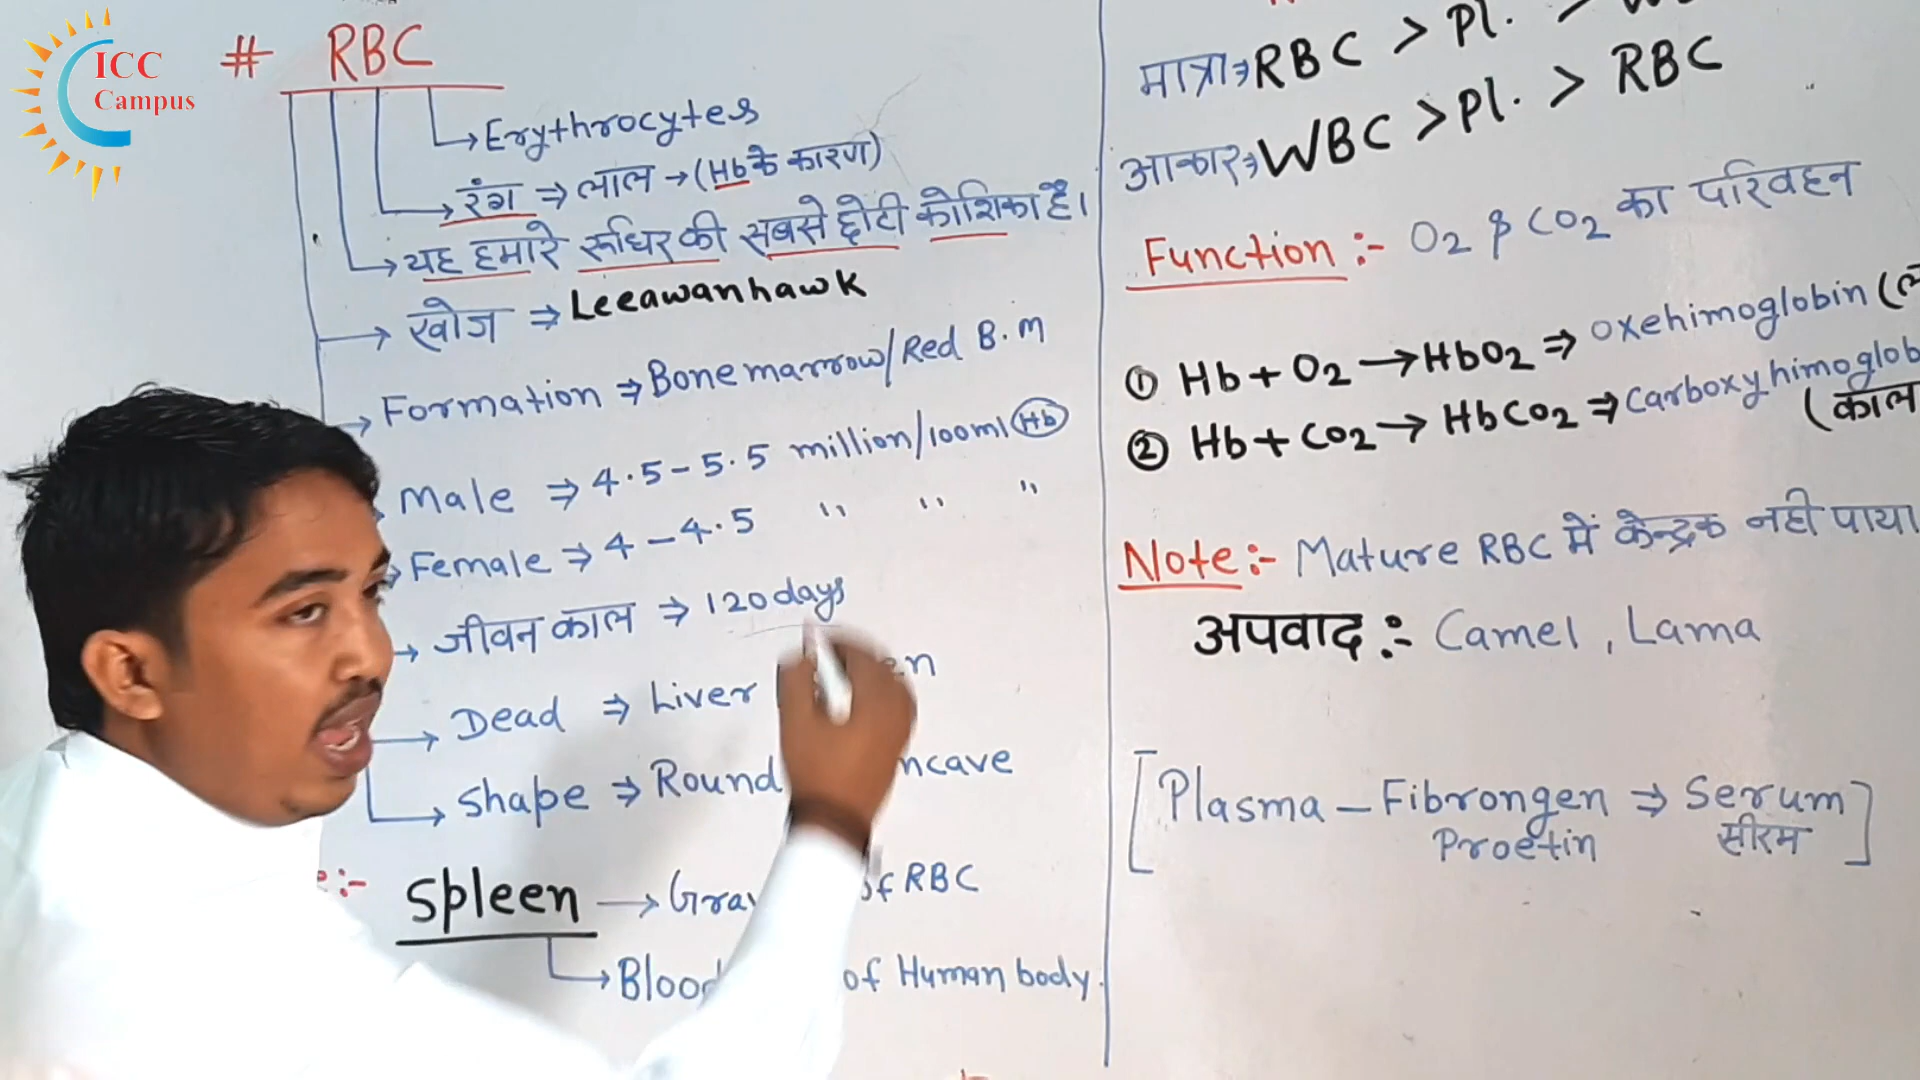 ICC
Campus
# RBC
Erythrocytes
रंग ⇒ लाल → (Hb के कारण)
यह हमारे रूधिर की सबसे छोटी कोशिका है।
खोज ⇒ Leeawanhawk
Formation ⇒ Bone marrow/Red B.M
Male ⇒ 4.5-5.5 million/100ml Hb
Female ⇒ 4-4.5 " " "
जीवन काल ⇒ 120 days
Dead ⇒ Liver
Shape ⇒ Round
Spleen → of RBC
Blood of Human body.
मात्रा⇒ RBC > Pl. >
आकार⇒ WBC > Pl. > RBC
Function :- O2 & CO2 का परिवहन
① Hb + O2 → HbO2 ⇒ oxehimoglobin
② Hb + CO2 → HbCO2 ⇒ Carboxyhimoglob
(काल
Note:- Mature RBC में केन्द्रक नही पाया
अपवाद :- Camel, Lama
[Plasma - Fibrongen ⇒ Serum]
Proetin सीरम